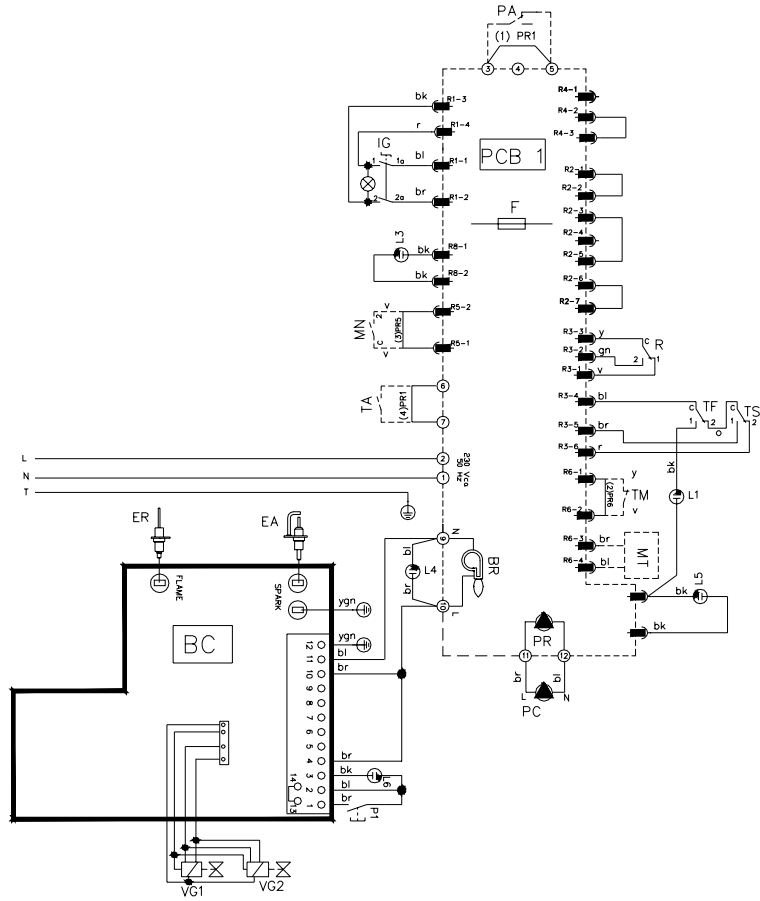 PA
(1) PR1
3
4
5
bk
R1-3
r
R1-4
IG
1
1a
bl
R1-1
2
2a
br
R1-2
PCB 1
F
L3
bk
R8-1
bk
R8-2
MN
v
2
R5-2
(3)PR5
C
v
R5-1
TA
(4)PR1
6
7
L
2
N
1
T
230 Vca
50 Hz
R4-1
R4-2
R4-3
R2-
R2-2
R2-3
R2-4
R2-5
R2-6
R2-7
R3-3
y
C
R
R3-2
gn
2
1
R3-1
v
R3-4
bl
C
TF
C
TS
1
2
1
2
R3-5
br
R3-6
r
bk
L1
R6-1
y
(2)PR6
TM
R6-2
v
R6-3
br
MT
R6-4
bl
bk
L5
bk
ER
EA
FLAME
SPARK
ygn
ygn
bl
br
9
N
bl
L4
br
BR
10
L
BC
12
11
10
9
8
7
6
5
4
3
2
1
14
13
br
bk
L6
bl
br
P1
PR
11
12
br
bl
L
N
PC
VG1
VG2